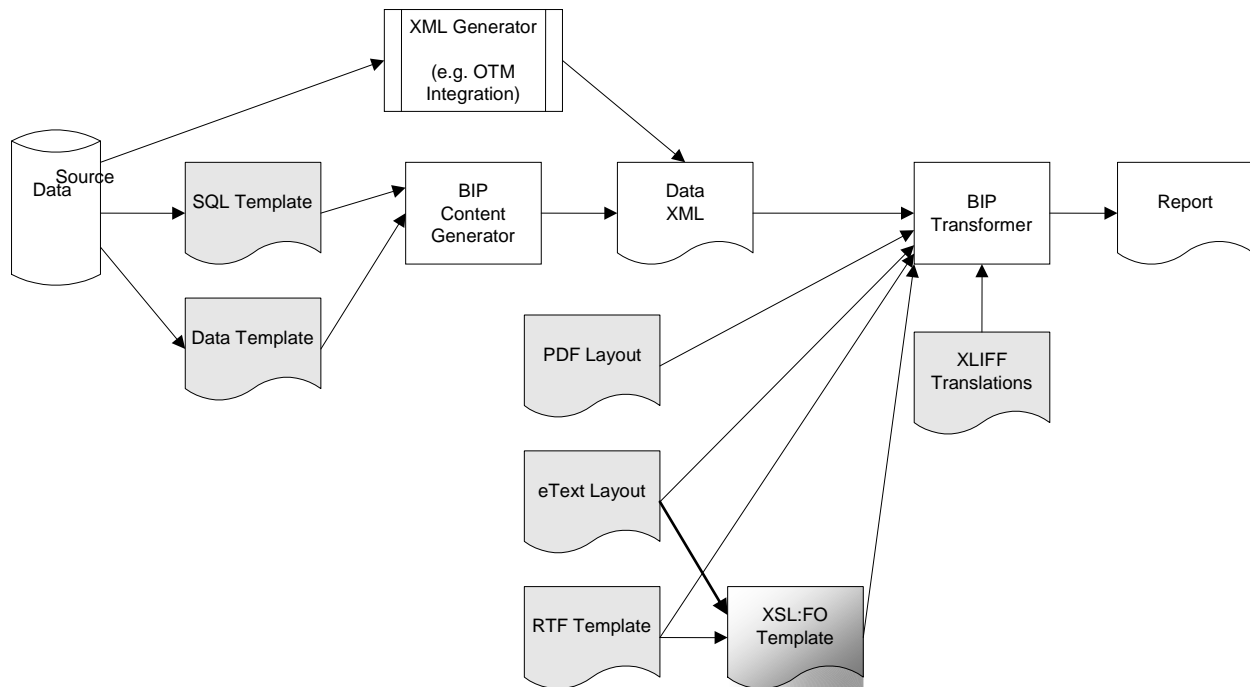 XML Generator
(e.g. OTM
Integration)
Data Source
SQL Template
BIP
Content
Generator
Data
XML
BIP
Transformer
Report
Data Template
PDF Layout
XLIFF
Translations
eText Layout
RTF Template
XSL:FO
Template